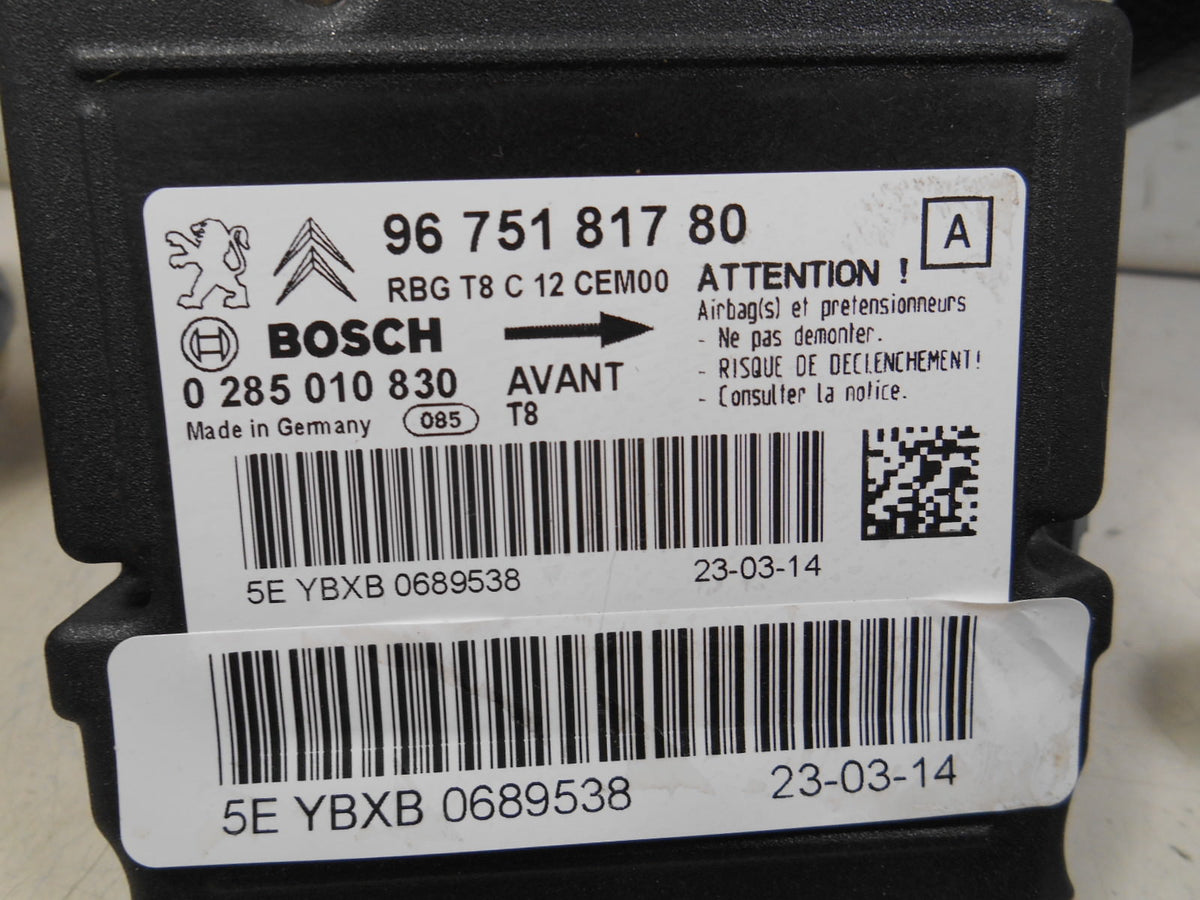 96 751 817 80
A
RBG T8 C 12 CEM00
ATTENTION !
Airbag(s) et pretensionneurs
- Ne pas demonter.
- RISQUE DE DECLENCHEMENT!
- Consulter la notice.
BOSCH
0 285 010 830
AVANT
Made in Germany
085
T8
5E YBXB 0689538
23-03-14
5E YBXB 0689538
23-03-14